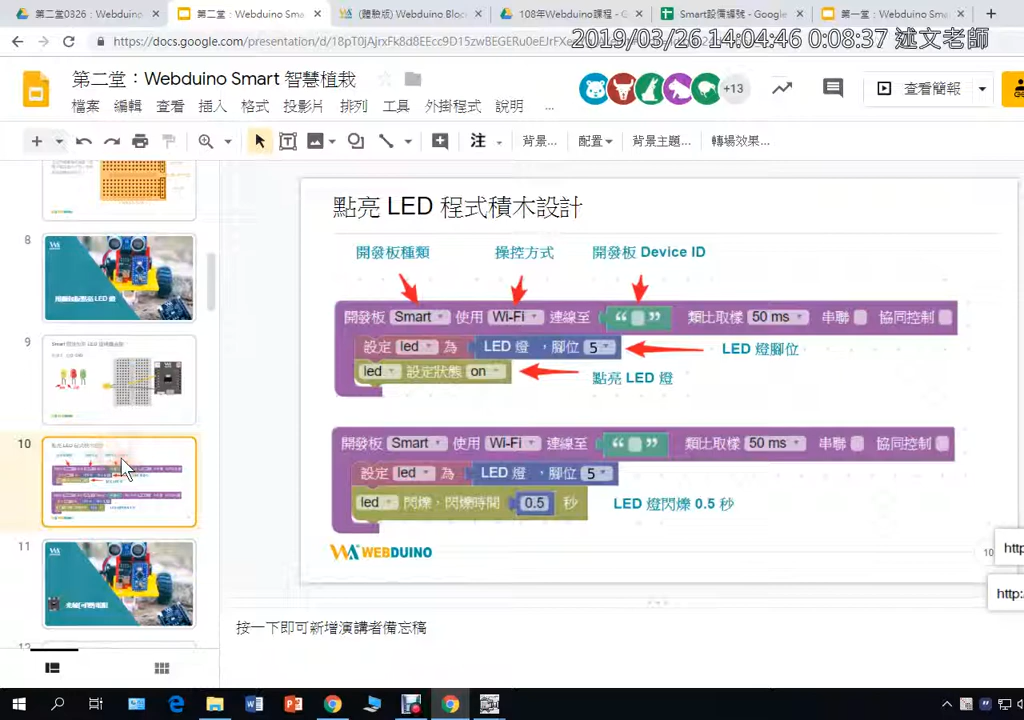 第二堂0326：Webduino
第二堂：Webduino Sma
(體驗版) Webduino Bloc
108年Webduino課程 - G
Smart設備編號 - Google
第一堂：Webduino Sma
https://docs.google.com/presentation/d/18pT0jAjrxFk8d8EEcc9D15zwBEGERu0eEJrFXe
2019/03/26 14:04:46 0:08:37 述文老師
第二堂：Webduino Smart 智慧植栽
+13
查看簡報
檔案 編輯 查看 插入 格式 投影片 排列 工具 外掛程式 說明 ...
注 背景... 配置 背景主題... 轉場效果...
8
9
10
11
點亮 LED 程式積木設計
開發板種類 操控方式 開發板 Device ID
開發板 Smart 使用 Wi-Fi 連線至 “ ” 類比取樣 50 ms 串聯 協同控制
設定 led 為 LED 燈 ，腳位 5 LED 燈腳位
led 設定狀態 on 點亮 LED 燈
開發板 Smart 使用 Wi-Fi 連線至 “ ” 類比取樣 50 ms 串聯 協同控制
設定 led 為 LED 燈 ，腳位 5
led 閃爍，閃爍時間 0.5 秒 LED 燈閃爍 0.5 秒
WEBDUINO
10
http
http:
按一下即可新增演講者備忘稿